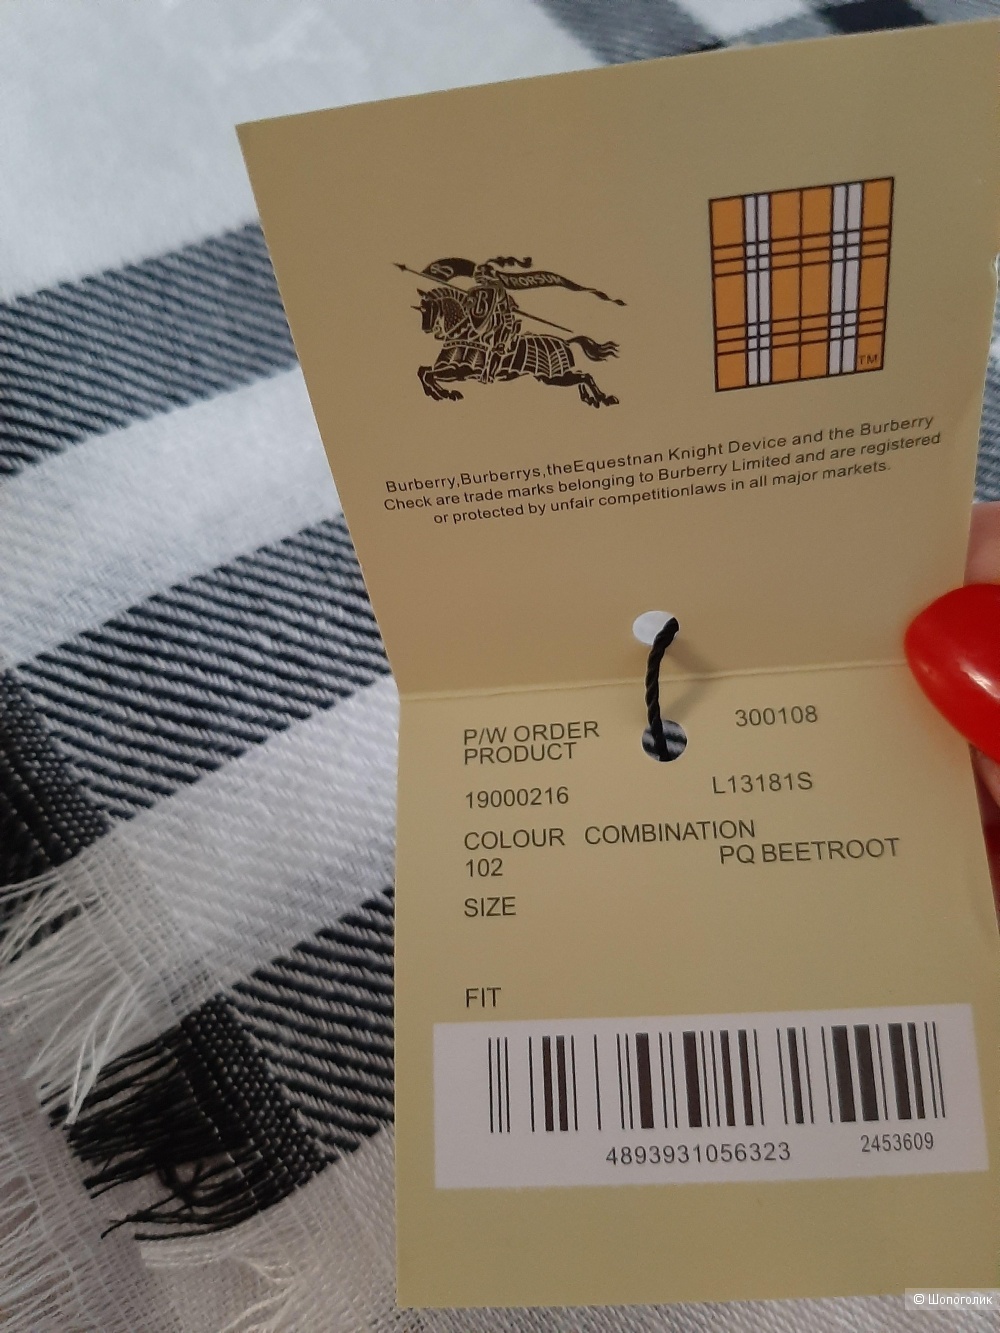 PRORSUM
B
TM
Burberry,Burberrys,theEquestnan Knight Device and the Burberry
Check are trade marks belonging to Burberry Limited and are registered
or protected by unfair competitionlaws in all major markets.
P/W ORDER 300108
PRODUCT
19000216 L13181S
COLOUR COMBINATION
102 PQ BEETROOT
SIZE
FIT
4893931056323 2453609
© Шопоголик